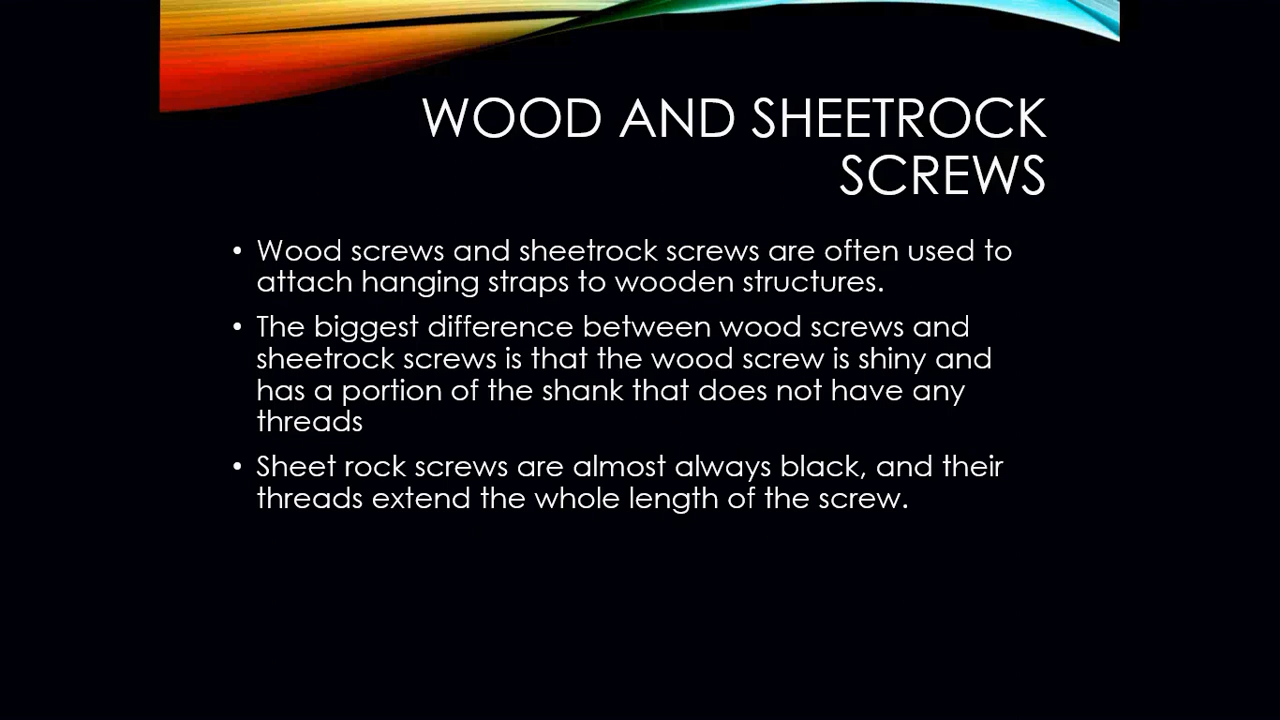 WOOD AND SHEETROCK
SCREWS
• Wood screws and sheetrock screws are often used to
attach hanging straps to wooden structures.
• The biggest difference between wood screws and
sheetrock screws is that the wood screw is shiny and
has a portion of the shank that does not have any
threads
• Sheet rock screws are almost always black, and their
threads extend the whole length of the screw.